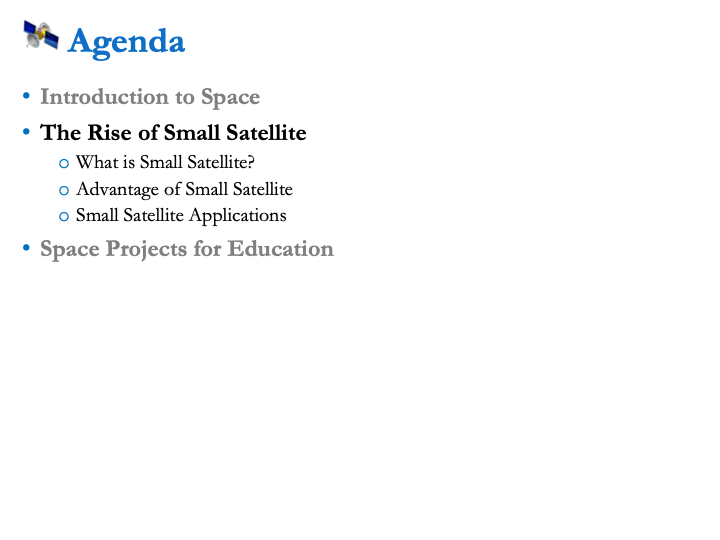 Agenda
• Introduction to Space
• The Rise of Small Satellite
o What is Small Satellite?
o Advantage of Small Satellite
o Small Satellite Applications
• Space Projects for Education